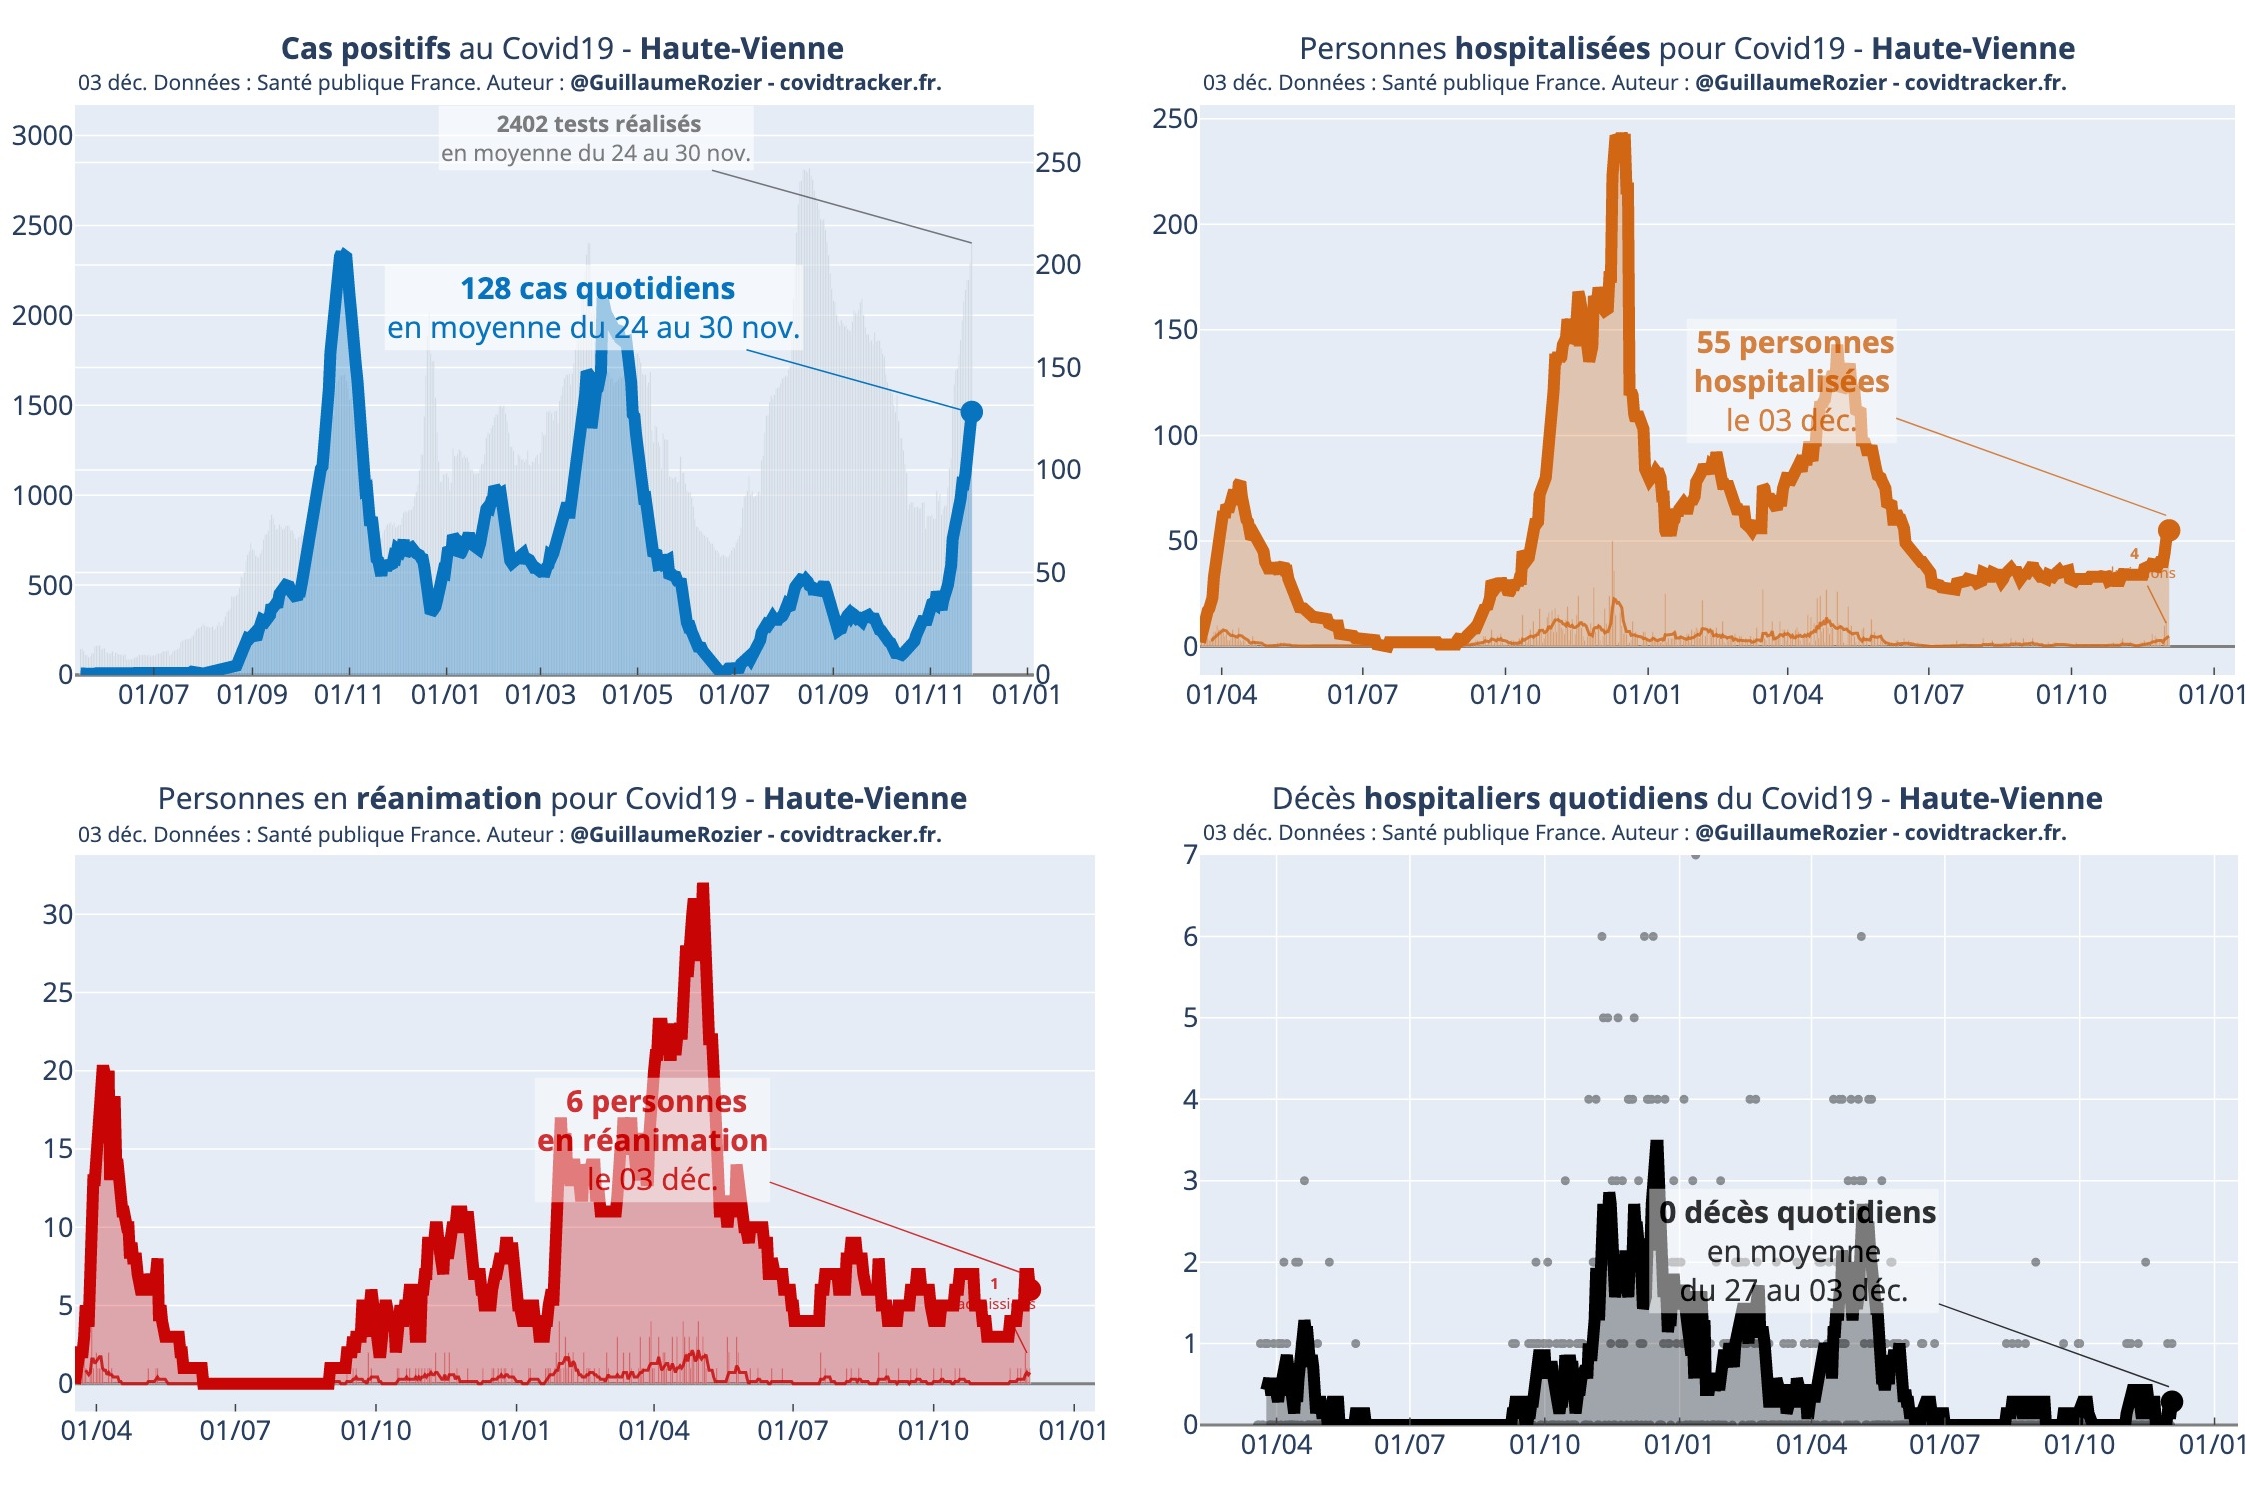 Cas positifs au Covid19 - Haute-Vienne
03 déc. Données : Santé publique France. Auteur : @GuillaumeRozier - covidtracker.fr.
2402 tests réalisés
en moyenne du 24 au 30 nov.
128 cas quotidiens
en moyenne du 24 au 30 nov.
3000
2500
2000
1500
1000
500
0
250
200
150
100
50
0
01/07 01/09 01/11 01/01 01/03 01/05 01/07 01/09 01/11 01/01
Personnes hospitalisées pour Covid19 - Haute-Vienne
03 déc. Données : Santé publique France. Auteur : @GuillaumeRozier - covidtracker.fr.
250
200
150
100
50
0
55 personnes
hospitalisées
le 03 déc.
4
01/04 01/07 01/10 01/01 01/04 01/07 01/10 01/01
Personnes en réanimation pour Covid19 - Haute-Vienne
03 déc. Données : Santé publique France. Auteur : @GuillaumeRozier - covidtracker.fr.
30
25
20
15
10
5
0
6 personnes
en réanimation
le 03 déc.
1
admissions
01/04 01/07 01/10 01/01 01/04 01/07 01/10 01/01
Décès hospitaliers quotidiens du Covid19 - Haute-Vienne
03 déc. Données : Santé publique France. Auteur : @GuillaumeRozier - covidtracker.fr.
7
6
5
4
3
2
1
0
0 décès quotidiens
en moyenne
du 27 au 03 déc.
01/04 01/07 01/10 01/01 01/04 01/07 01/10 01/01